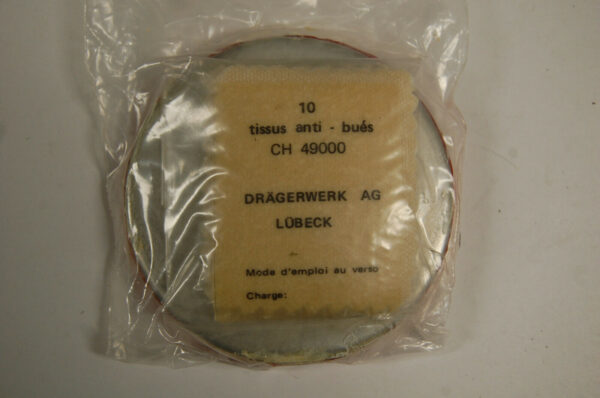 10
tissus anti - bués
CH 49000
DRÄGERWERK AG
LÜBECK
Mode d'emploi au verso
Charge: